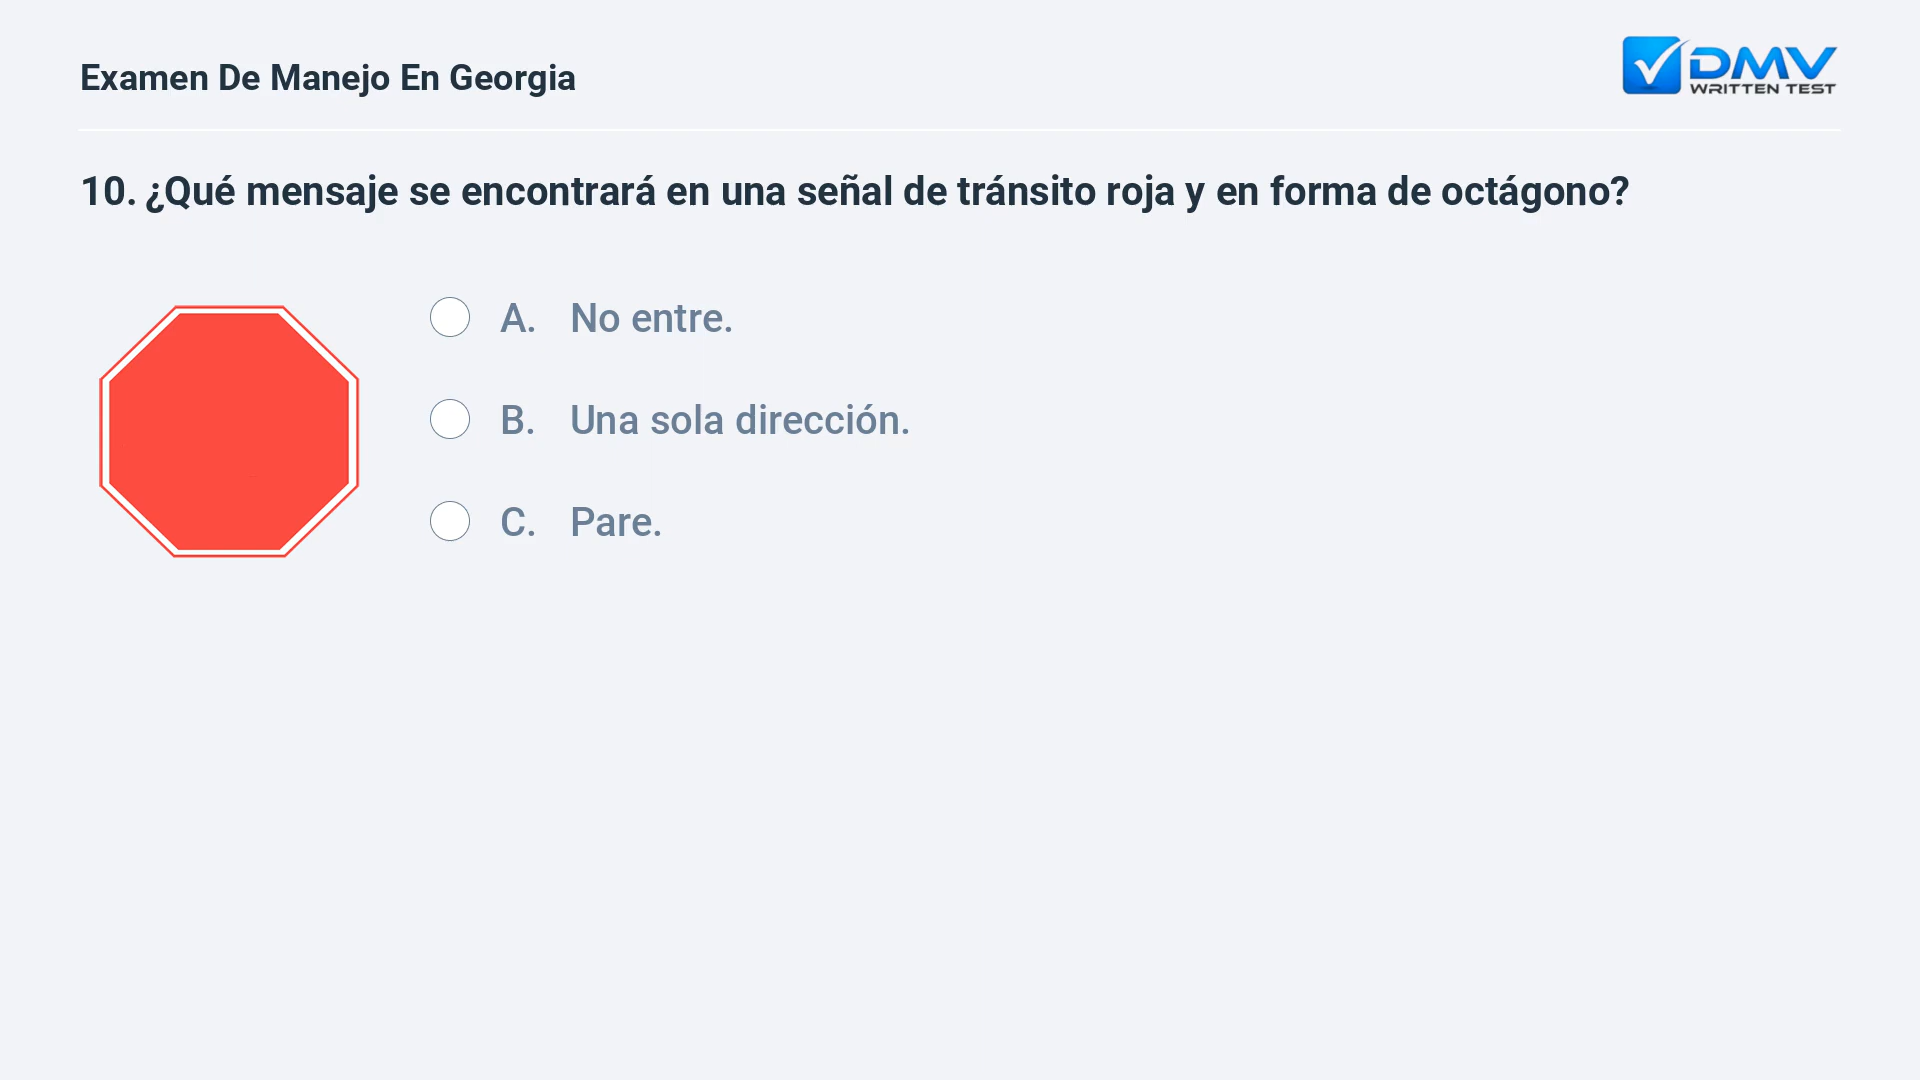 Examen De Manejo En Georgia
DMV
WRITTEN TEST
10. ¿Qué mensaje se encontrará en una señal de tránsito roja y en forma de octágono?
A. No entre.
B. Una sola dirección.
C. Pare.